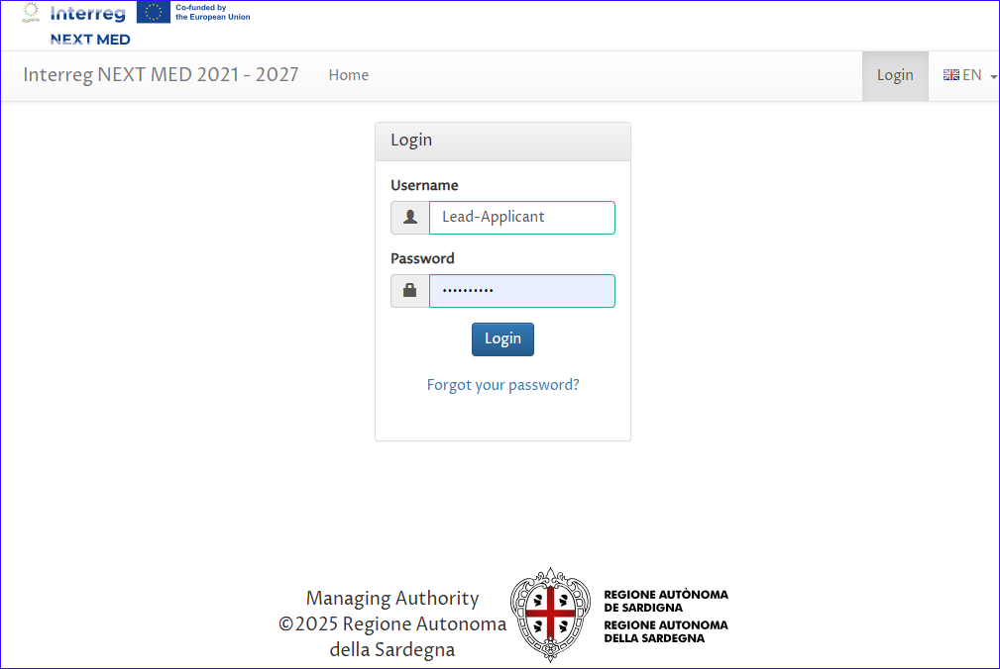 Interreg
Co-funded by
the European Union
NEXT MED
Interreg NEXT MED 2021 - 2027
Home
Login
EN
Login
Username
Lead-Applicant
Password
••••••••••
Login
Forgot your password?
Managing Authority
©2025 Regione Autonoma
della Sardegna
REGIONE AUTÒNOMA
DE SARDIGNA
REGIONE AUTONOMA
DELLA SARDEGNA